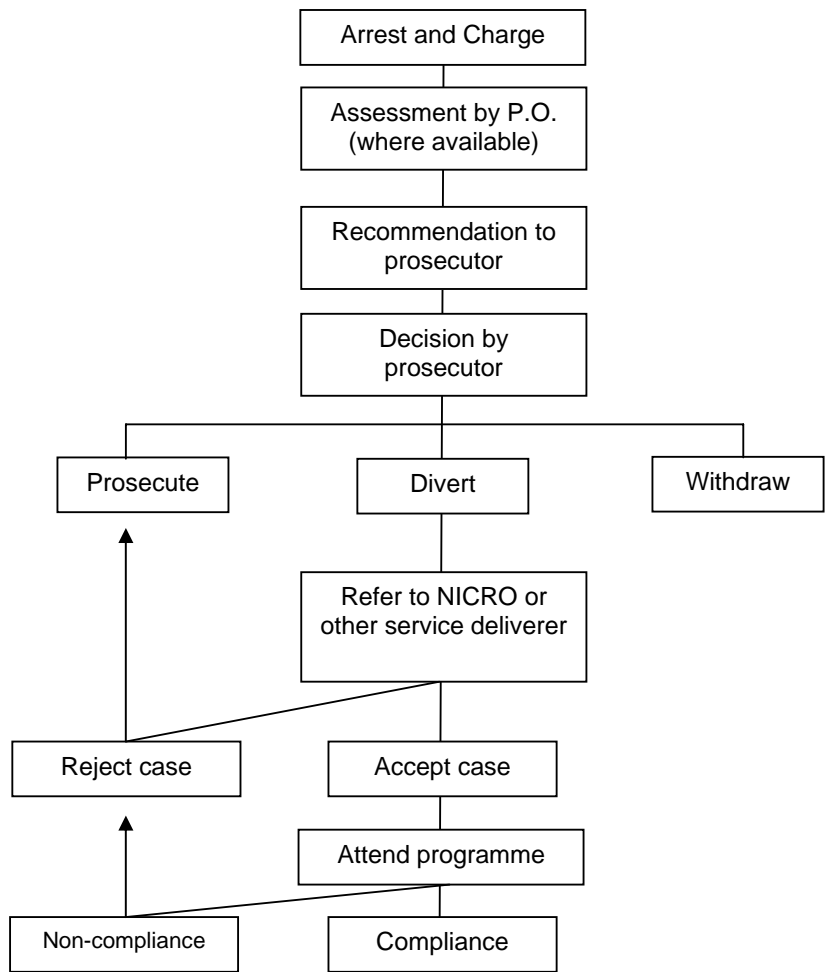 Arrest and Charge
Assessment by P.O.
(where available)
Recommendation to
prosecutor
Decision by
prosecutor
Prosecute
Divert
Withdraw
Refer to NICRO or
other service deliverer
Reject case
Accept case
Attend programme
Non-compliance
Compliance